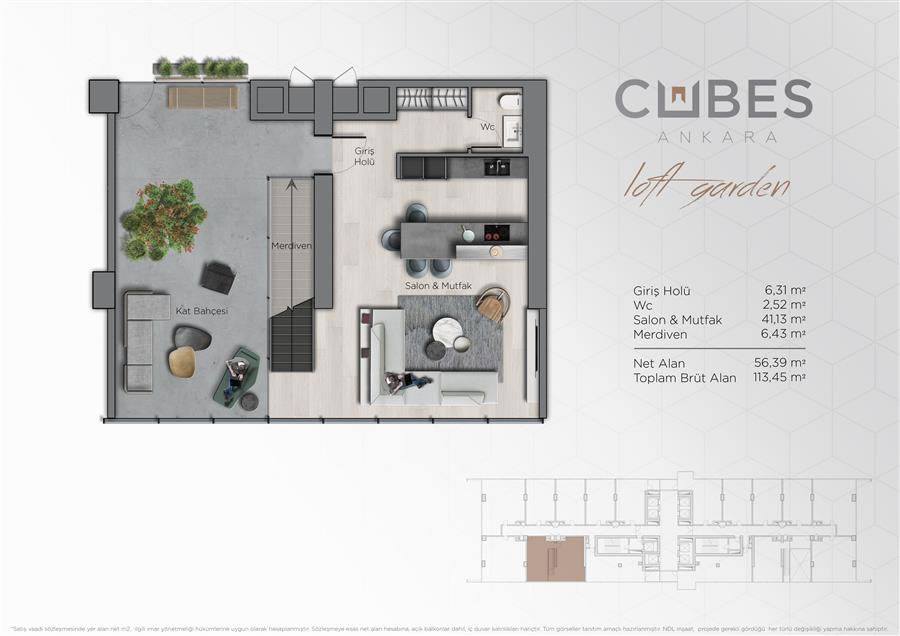 CUBES
ANKARA
loft garden
Wc
Giriş
Holü
Merdiven
Salon & Mutfak
Kat Bahçesi
Giriş Holü 6,31 m²
Wc 2,52 m²
Salon & Mutfak 41,13 m²
Merdiven 6,43 m²
Net Alan 56,39 m²
Toplam Brüt Alan 113,45 m²
*Satış vaadi sözleşmesinde yer alan net m2, ilgili imar yönetmeliği hükümlerine uygun olarak hesaplanmıştır. Sözleşmeye esas net alan hesabına, açık balkonlar dahil, iç duvar kalınlıkları hariçtir. Tüm görseller tanıtım amaçlı hazırlanmıştır. NDL inşaat, projede gerekli gördüğü her türlü değişikliği yapma hakkına sahiptir.